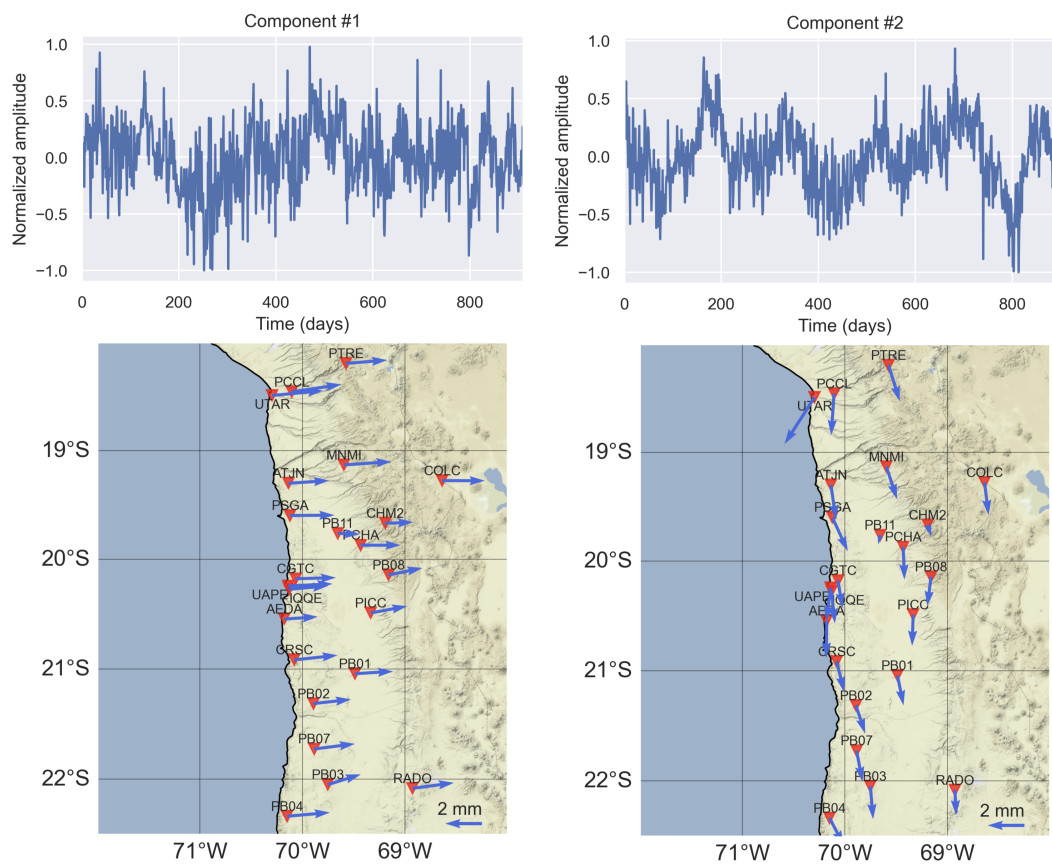 Component #1
Normalized amplitude
1.0
0.5
0.0
−0.5
−1.0
0
200
400
600
800
Time (days)
Component #2
Normalized amplitude
1.0
0.5
0.0
−0.5
−1.0
0
200
400
600
800
Time (days)
PTRE
PCCL
UTAR
19°S
MNMI
COLC
ATJN
PSGA
CHM2
PB11
PCHA
20°S
PB08
CGTC
UAPE
IQQE
AEDA
PICC
21°S
CRSC
PB01
PB02
PB07
22°S
PB03
RADO
PB04
2 mm
71°W
70°W
69°W
PTRE
PCCL
UTAR
19°S
MNMI
COLC
ATJN
PSGA
CHM2
PB11
PCHA
20°S
PB08
CGTC
UAPE
IQQE
AEDA
PICC
21°S
CRSC
PB01
PB02
PB07
22°S
PB03
RADO
PB04
2 mm
71°W
70°W
69°W